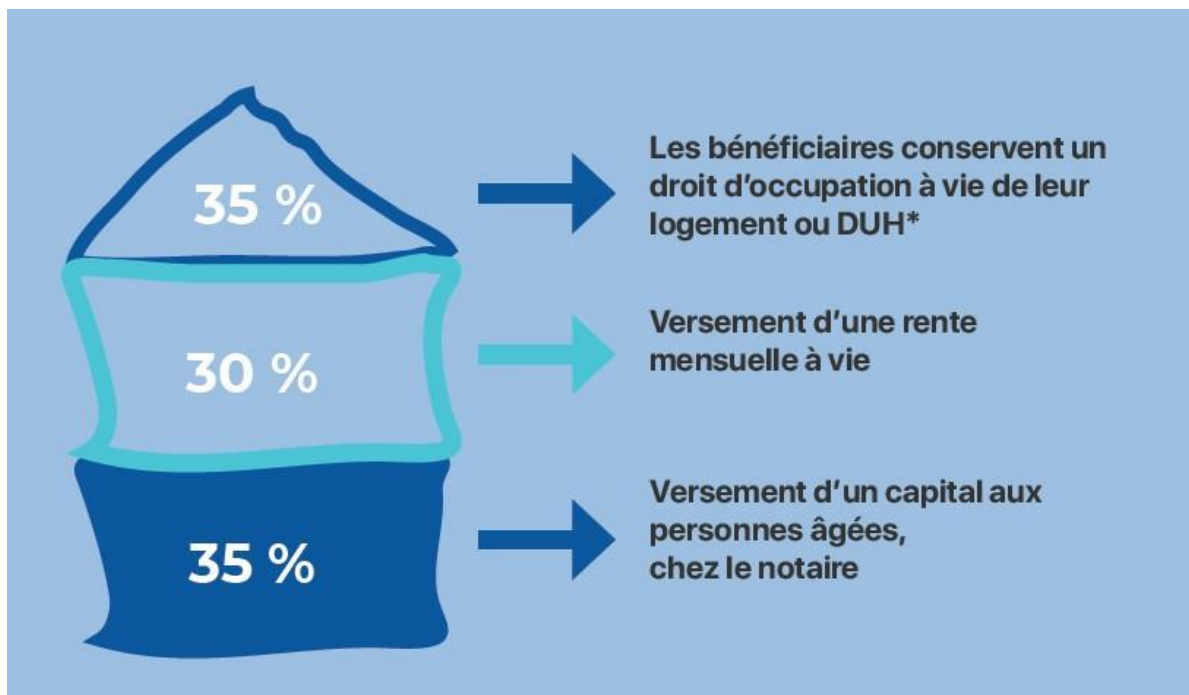 35 %
Les bénéficiaires conservent un
droit d’occupation à vie de leur
logement ou DUH*
30 %
Versement d’une rente
mensuelle à vie
35 %
Versement d’un capital aux
personnes âgées,
chez le notaire